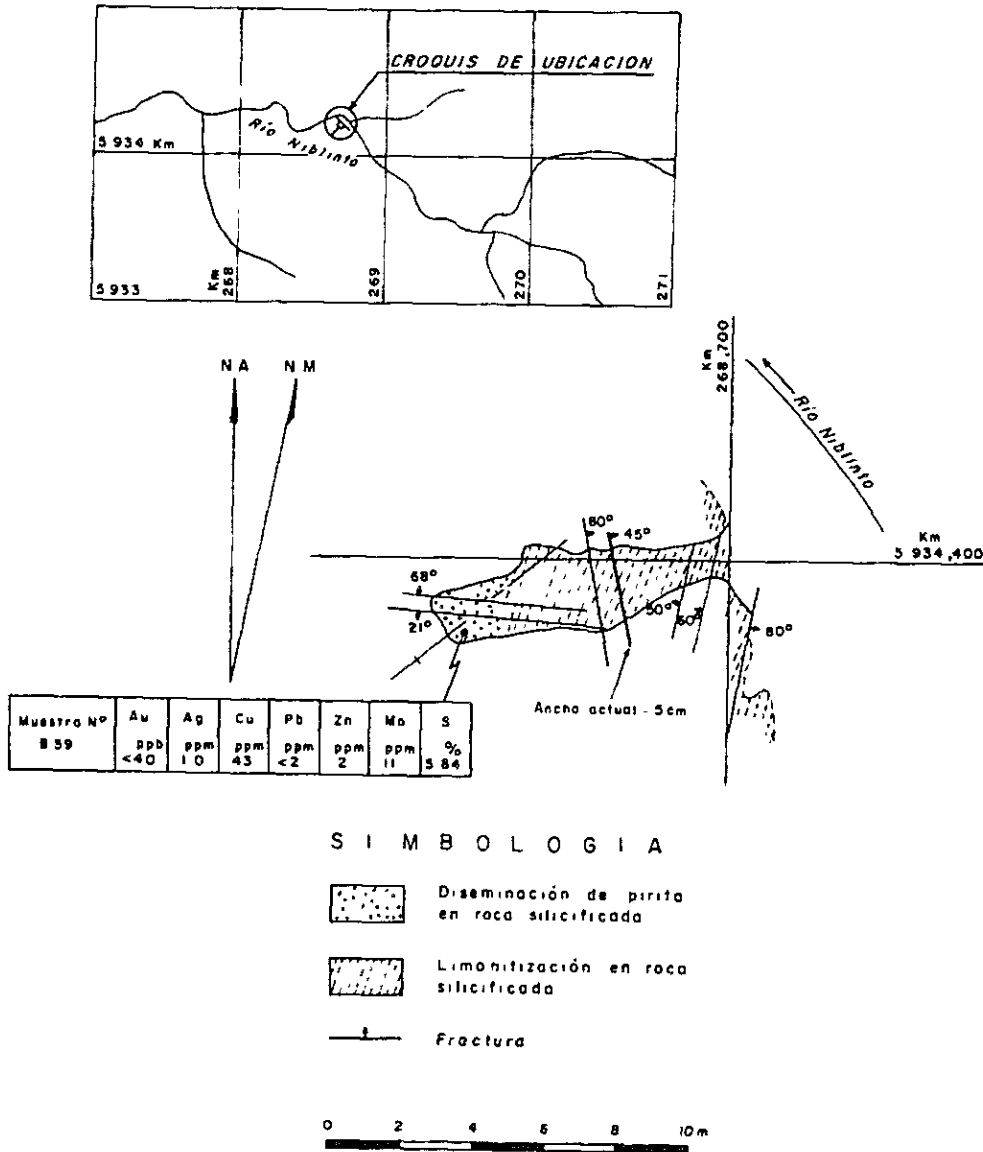 CROQUIS DE UBICACION
Río Niblinto
5 934 Km
5 933
Km
268
269
270
271
NA NM
Km
268,700
Río Niblinto
Km
5 934,400
80°
45°
68°
21°
50°
60°
80°
Ancho actual - 5 cm
Muestra Nº Au Ag Cu Pb Zn Mo S
B 59 ppb ppm ppm ppm ppm ppm %
<40 1 0 43 <2 2 11 5 84
SIMBOLOGIA
Diseminación de pirita
en roca silicificada
Limonitización en roca
silicificada
Fractura
0 2 4 6 8 10 m